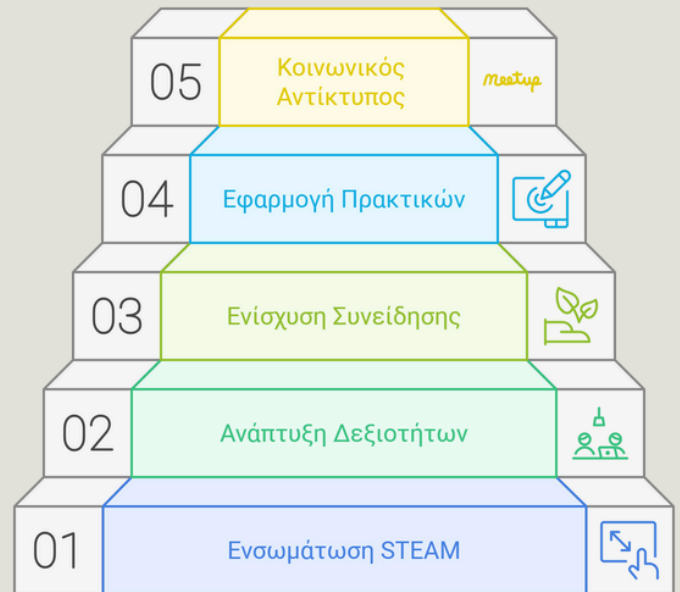 05
Κοινωνικός
Αντίκτυπος
meetup
04
Εφαρμογή Πρακτικών
03
Ενίσχυση Συνείδησης
02
Ανάπτυξη Δεξιοτήτων
01
Ενσωμάτωση STEAM